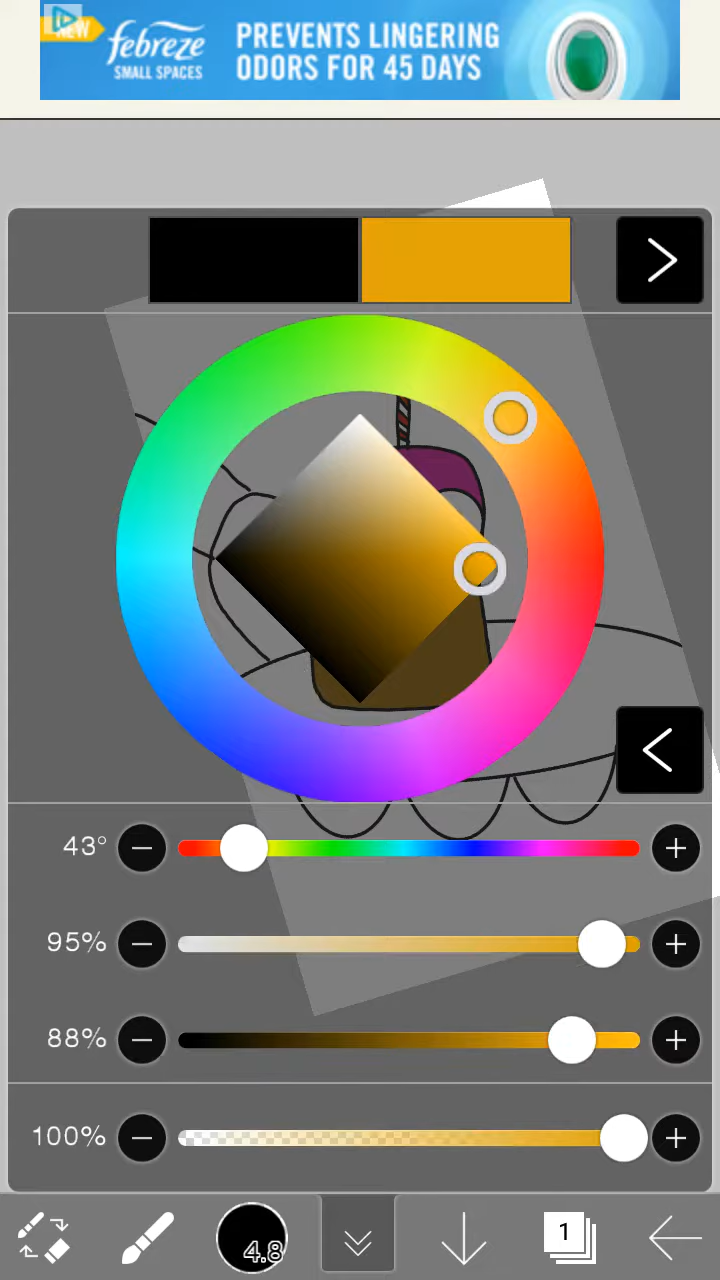 NEW
febreze
SMALL SPACES
PREVENTS LINGERING
ODORS FOR 45 DAYS
43°
95%
88%
100%
4.8
1